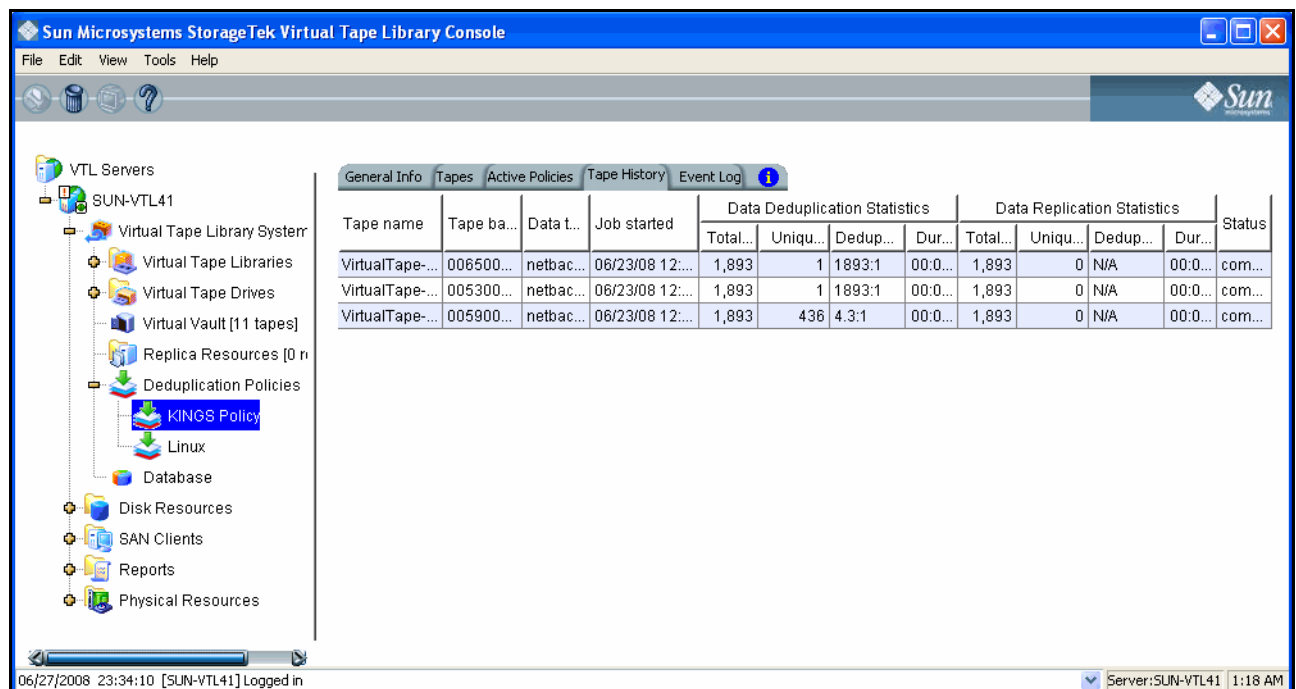 Sun Microsystems StorageTek Virtual Tape Library Console
File Edit View Tools Help
Sun
microsystems
VTL Servers
SUN-VTL41
Virtual Tape Library System
Virtual Tape Libraries
Virtual Tape Drives
Virtual Vault [11 tapes]
Replica Resources [0 r
Deduplication Policies
KINGS Policy
Linux
Database
Disk Resources
SAN Clients
Reports
Physical Resources
General Info Tapes Active Policies Tape History Event Log
Tape name Tape ba... Data t... Job started Data Deduplication Statistics Data Replication Statistics Status
Total... Uniqu... Dedup... Dur... Total... Uniqu... Dedup... Dur...
VirtualTape-... 006500... netbac... 06/23/08 12:... 1,893 1 1893:1 00:0... 1,893 0 N/A 00:0... com...
VirtualTape-... 005300... netbac... 06/23/08 12:... 1,893 1 1893:1 00:0... 1,893 0 N/A 00:0... com...
VirtualTape-... 005900... netbac... 06/23/08 12:... 1,893 436 4.3:1 00:0... 1,893 0 N/A 00:0... com...
06/27/2008 23:34:10 [SUN-VTL41] Logged in
Server:SUN-VTL41 1:18 AM